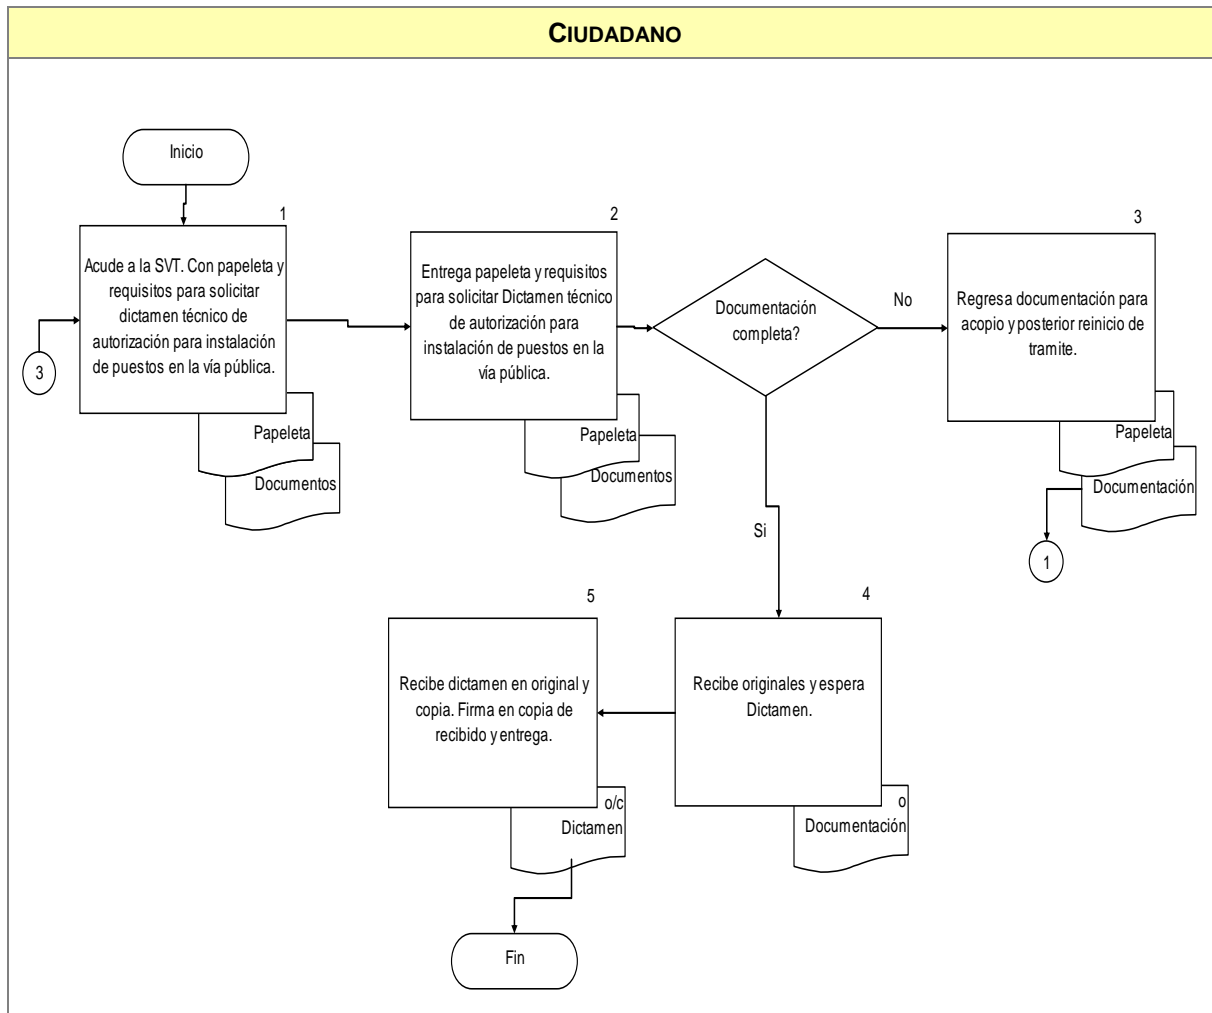 CIUDADANO
Inicio
1
Acude a la SVT. Con papeleta y
requisitos para solicitar
dictamen técnico de
autorización para instalación
de puestos en la vía pública.
Papeleta
Documentos
3
2
Entrega papeleta y requisitos
para solicitar Dictamen técnico
de autorización para
instalación de puestos en la
vía pública.
Papeleta
Documentos
Documentación
completa?
No
Si
3
Regresa documentación para
acopio y posterior reinicio de
tramite.
Papeleta
Documentación
1
4
Recibe originales y espera
Dictamen.
o
Documentación
5
Recibe dictamen en original y
copia. Firma en copia de
recibido y entrega.
o/c
Dictamen
Fin